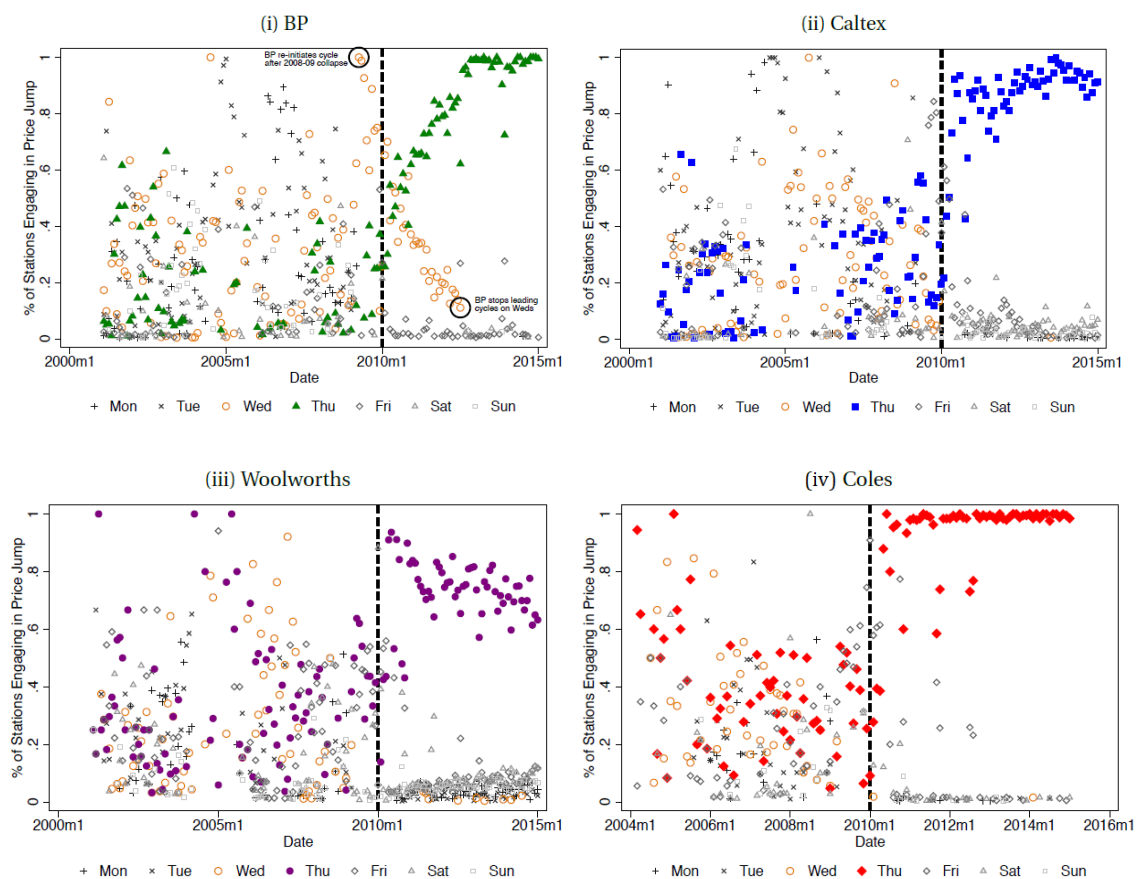 (i) BP
% of Stations Engaging in Price Jump
1
.8
.6
.4
.2
0
BP re-initiates cycle
after 2008-09 collapse
BP stops leading
cycles on Weds
2000m1 2005m1 2010m1 2015m1
Date
Mon Tue Wed Thu Fri Sat Sun
(ii) Caltex
% of Stations Engaging in Price Jump
1
.8
.6
.4
.2
0
2000m1 2005m1 2010m1 2015m1
Date
Mon Tue Wed Thu Fri Sat Sun
(iii) Woolworths
% of Stations Engaging in Price Jump
1
.8
.6
.4
.2
0
2000m1 2005m1 2010m1 2015m1
Date
Mon Tue Wed Thu Fri Sat Sun
(iv) Coles
% of Stations Engaging in Price Jump
1
.8
.6
.4
.2
0
2004m1 2006m1 2008m1 2010m1 2012m1 2014m1 2016m1
Date
Mon Tue Wed Thu Fri Sat Sun